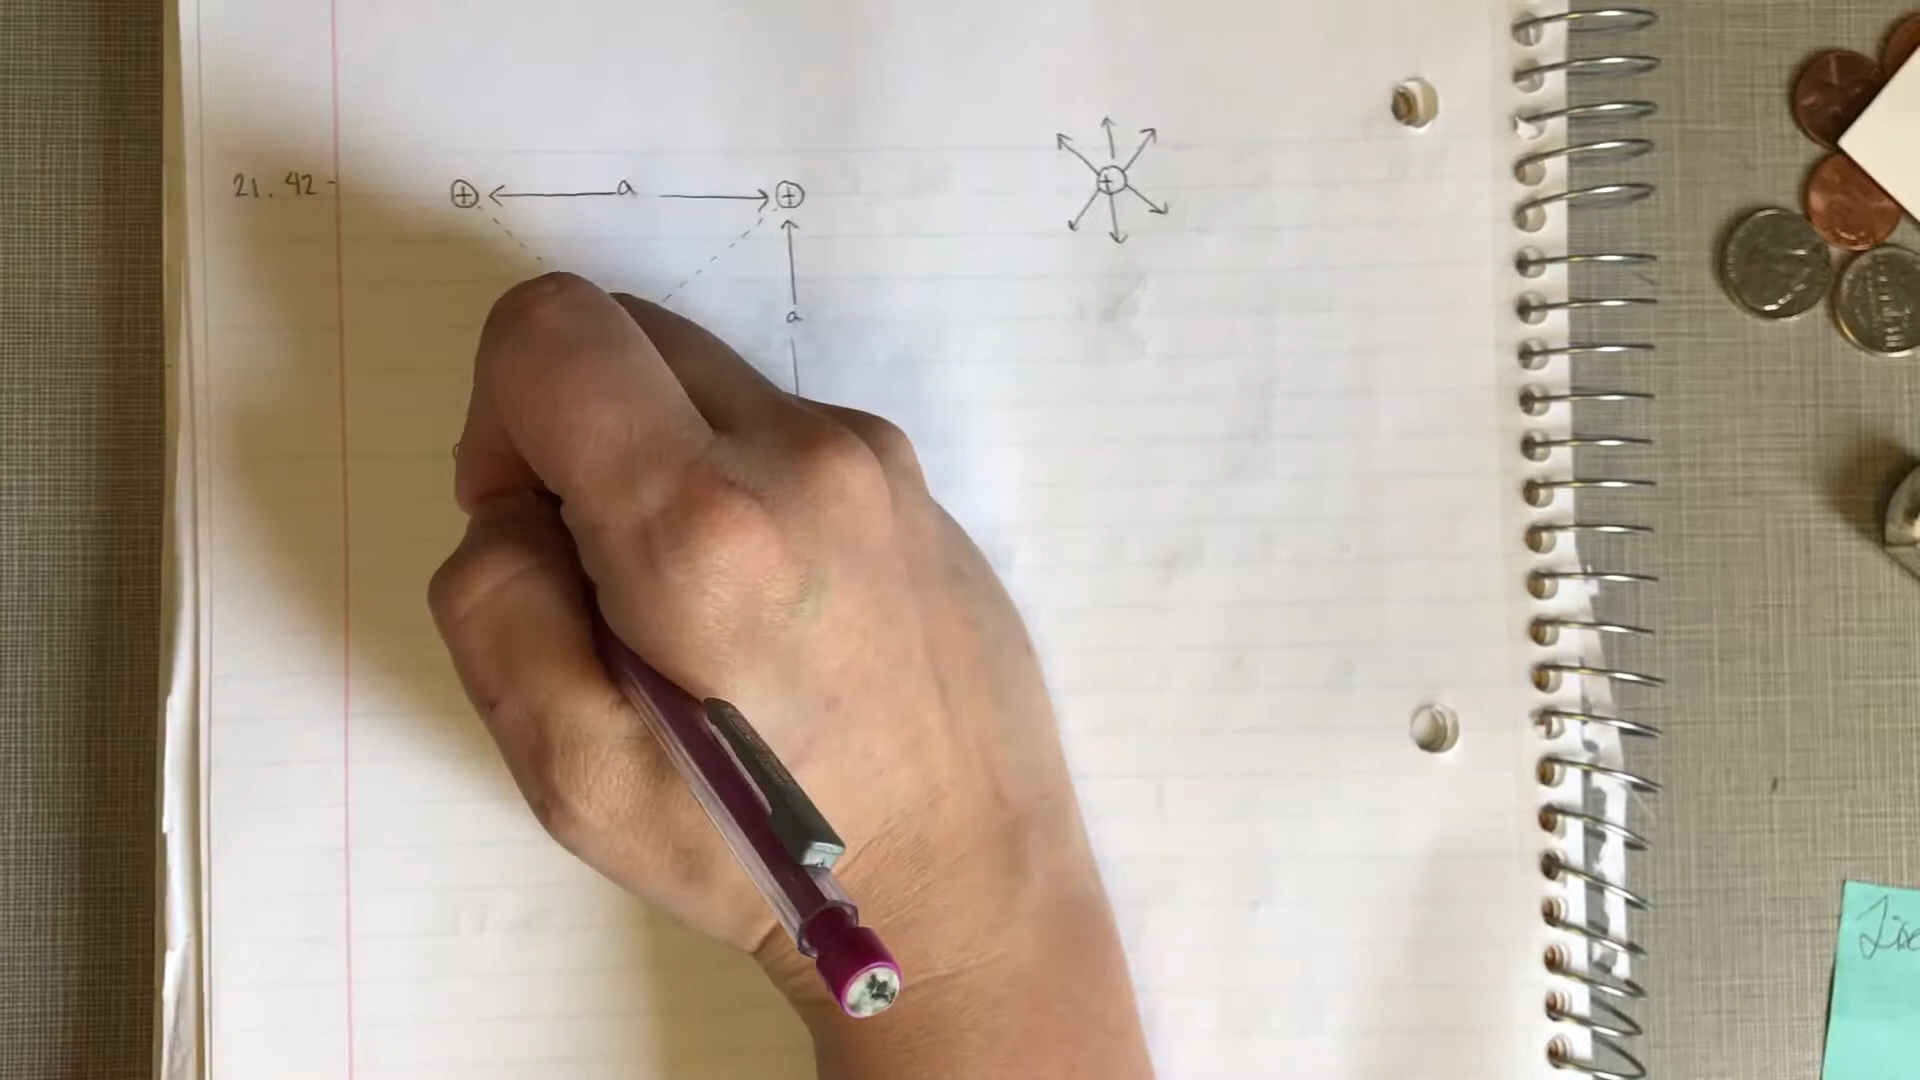 21.42-
+ a +
+
a